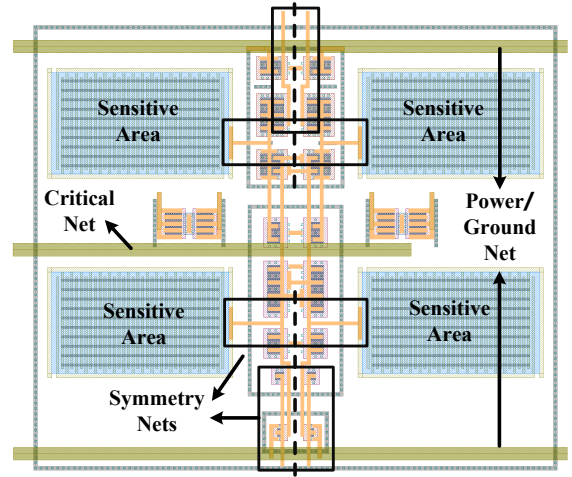 Sensitive
Area
Sensitive
Area
Critical
Net
Power/
Ground
Net
Sensitive
Area
Sensitive
Area
Symmetry
Nets